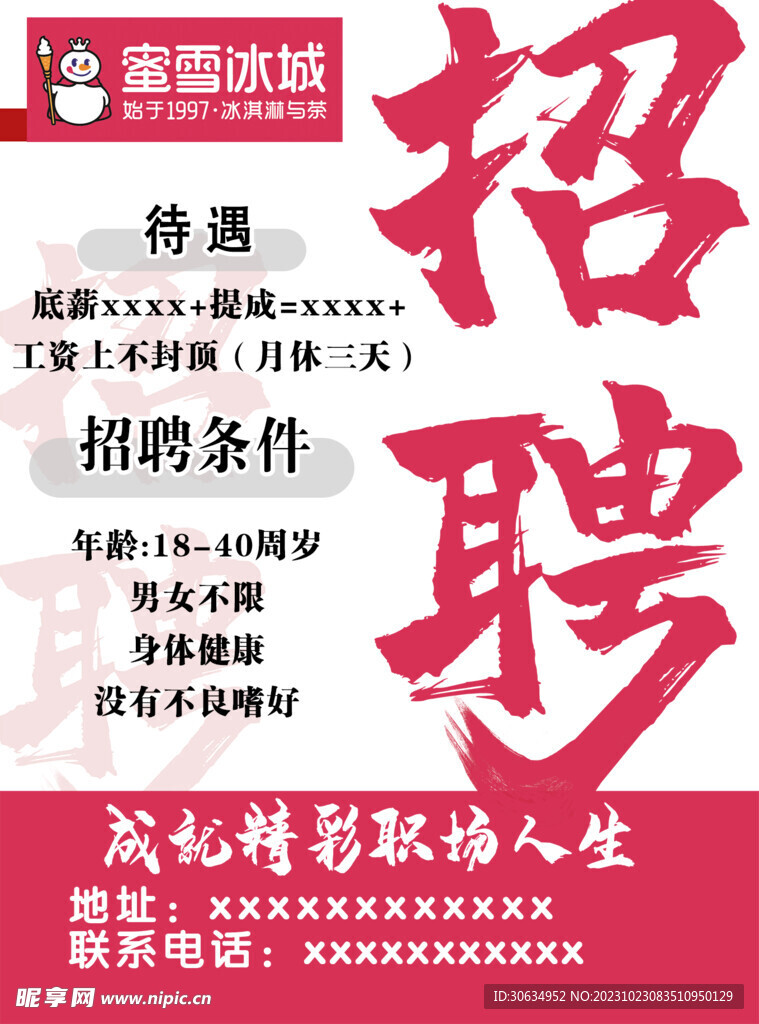 蜜雪冰城
始于1997·冰淇淋与茶
招聘
待遇
底薪xxxx+提成=xxxx+
工资上不封顶（月休三天）
招聘条件
年龄:18-40周岁
男女不限
身体健康
没有不良嗜好
招聘
成就精彩职场人生
地址：xxxxxxxxxxxx
联系电话：xxxxxxxxxxx
昵享网 www.nipic.cn
ID:30634952 NO:20231023083510950129